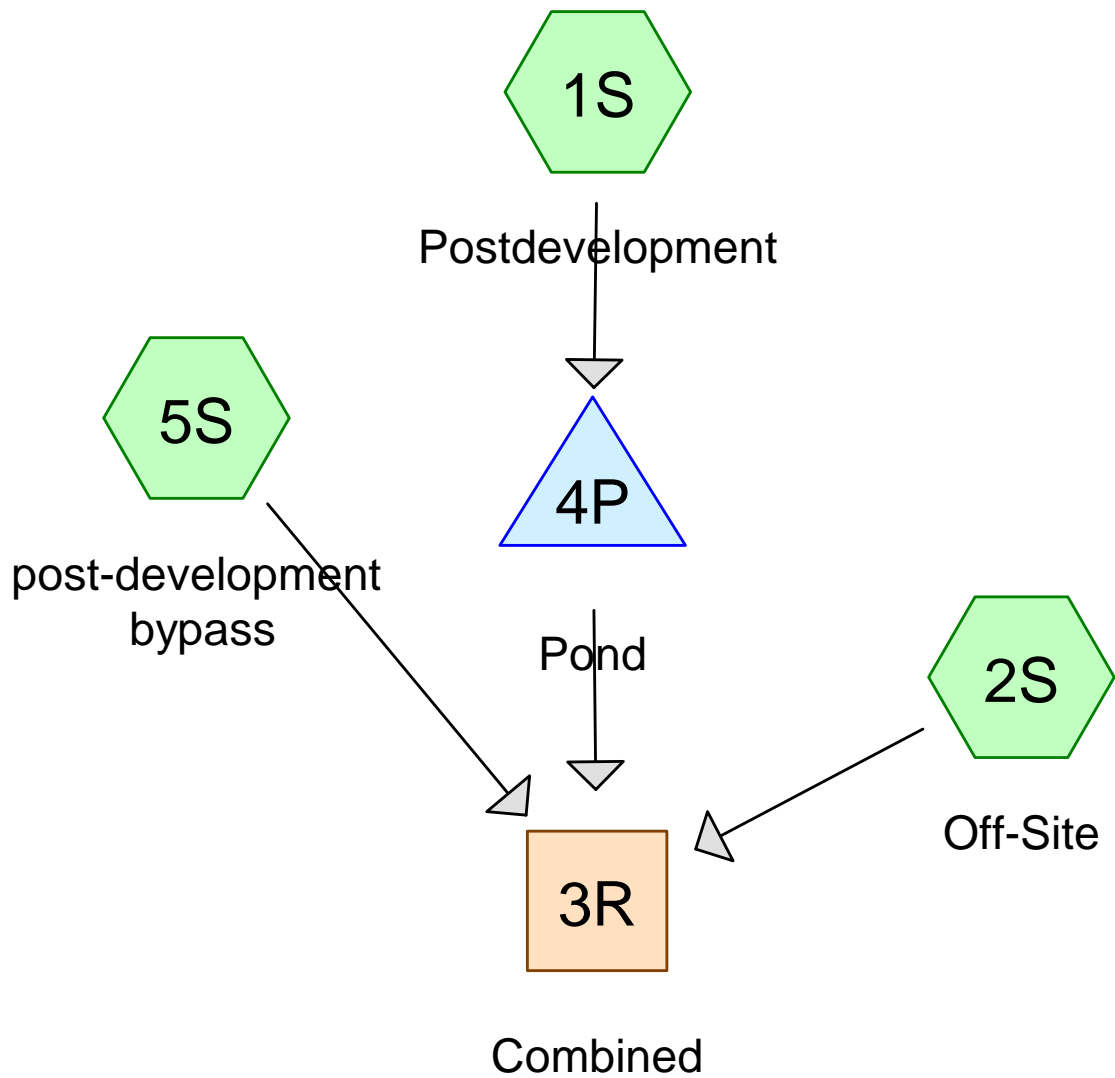 1S
Postdevelopment
5S
post-development
bypass
4P
Pond
2S
Off-Site
3R
Combined